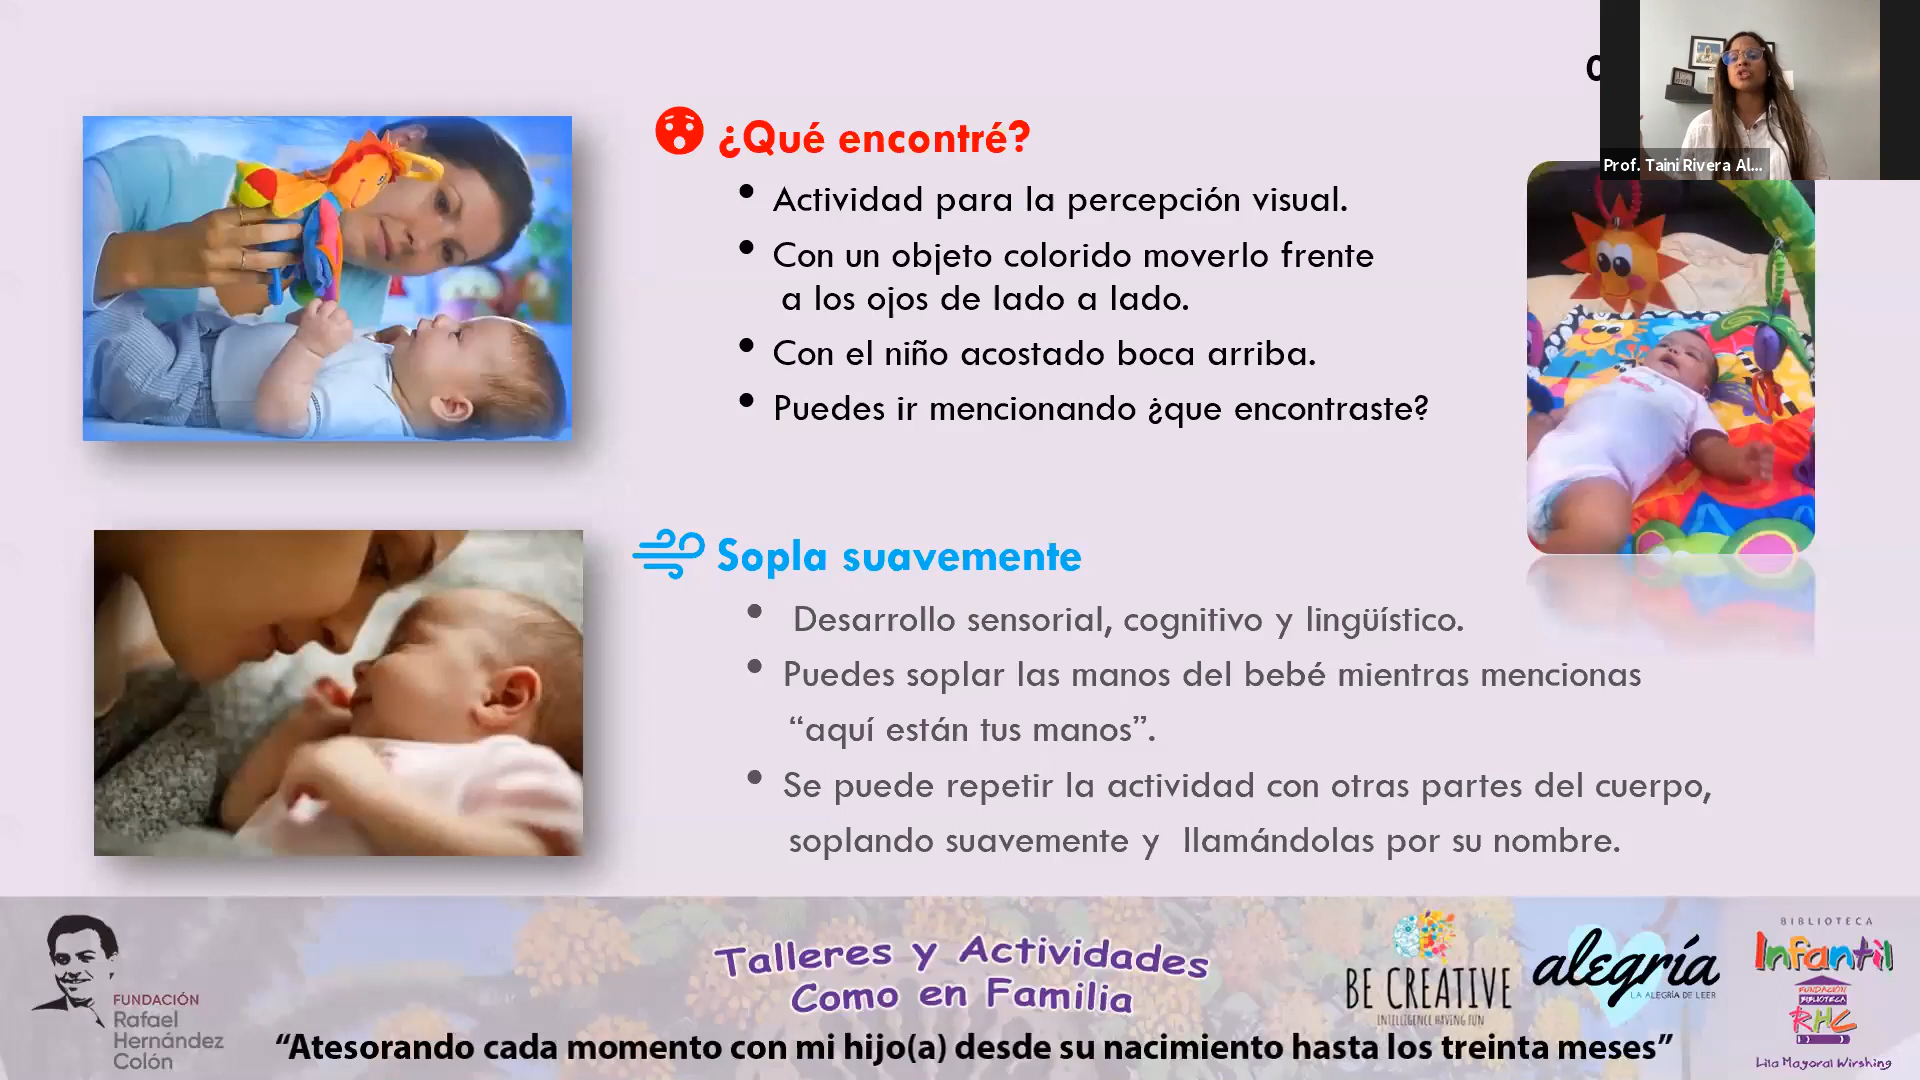 Prof. Taini Rivera Al...
¿Qué encontré?
• Actividad para la percepción visual.
• Con un objeto colorido moverlo frente
a los ojos de lado a lado.
• Con el niño acostado boca arriba.
• Puedes ir mencionando ¿que encontraste?
Sopla suavemente
• Desarrollo sensorial, cognitivo y lingüístico.
• Puedes soplar las manos del bebé mientras mencionas
“aquí están tus manos”.
• Se puede repetir la actividad con otras partes del cuerpo,
soplando suavemente y llamándolas por su nombre.
FUNDACIÓN
Rafael
Hernández
Colón
Talleres y Actividades
Como en Familia
“Atesorando cada momento con mi hijo(a) desde su nacimiento hasta los treinta meses”
BE CREATIVE
INTELLIGENCE HAVING FUN
alegría
LA ALEGRÍA DE LEER
BIBLIOTECA
Infantil
FUNDACIÓN
BIBLIOTECA
RHC
Lila Mayoral Wirshing